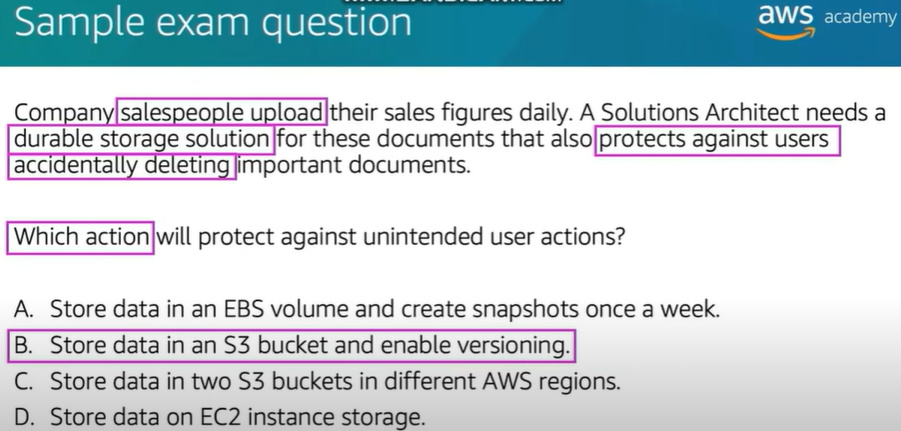 Sample exam question
aws academy
Company salespeople upload their sales figures daily. A Solutions Architect needs a
durable storage solution for these documents that also protects against users
accidentally deleting important documents.
Which action will protect against unintended user actions?
A. Store data in an EBS volume and create snapshots once a week.
B. Store data in an S3 bucket and enable versioning.
C. Store data in two S3 buckets in different AWS regions.
D. Store data on EC2 instance storage.